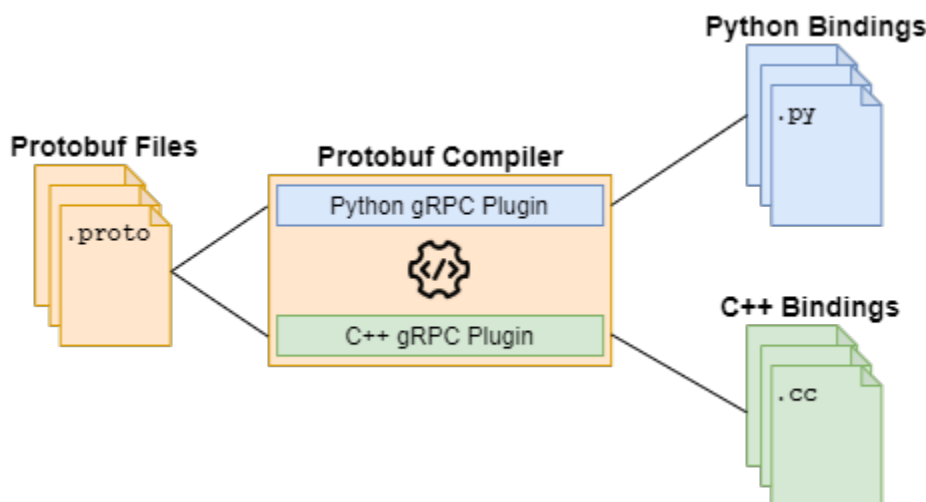 Python Bindings
.py
Protobuf Files
.proto
Protobuf Compiler
Python gRPC Plugin
</>
C++ gRPC Plugin
C++ Bindings
.cc